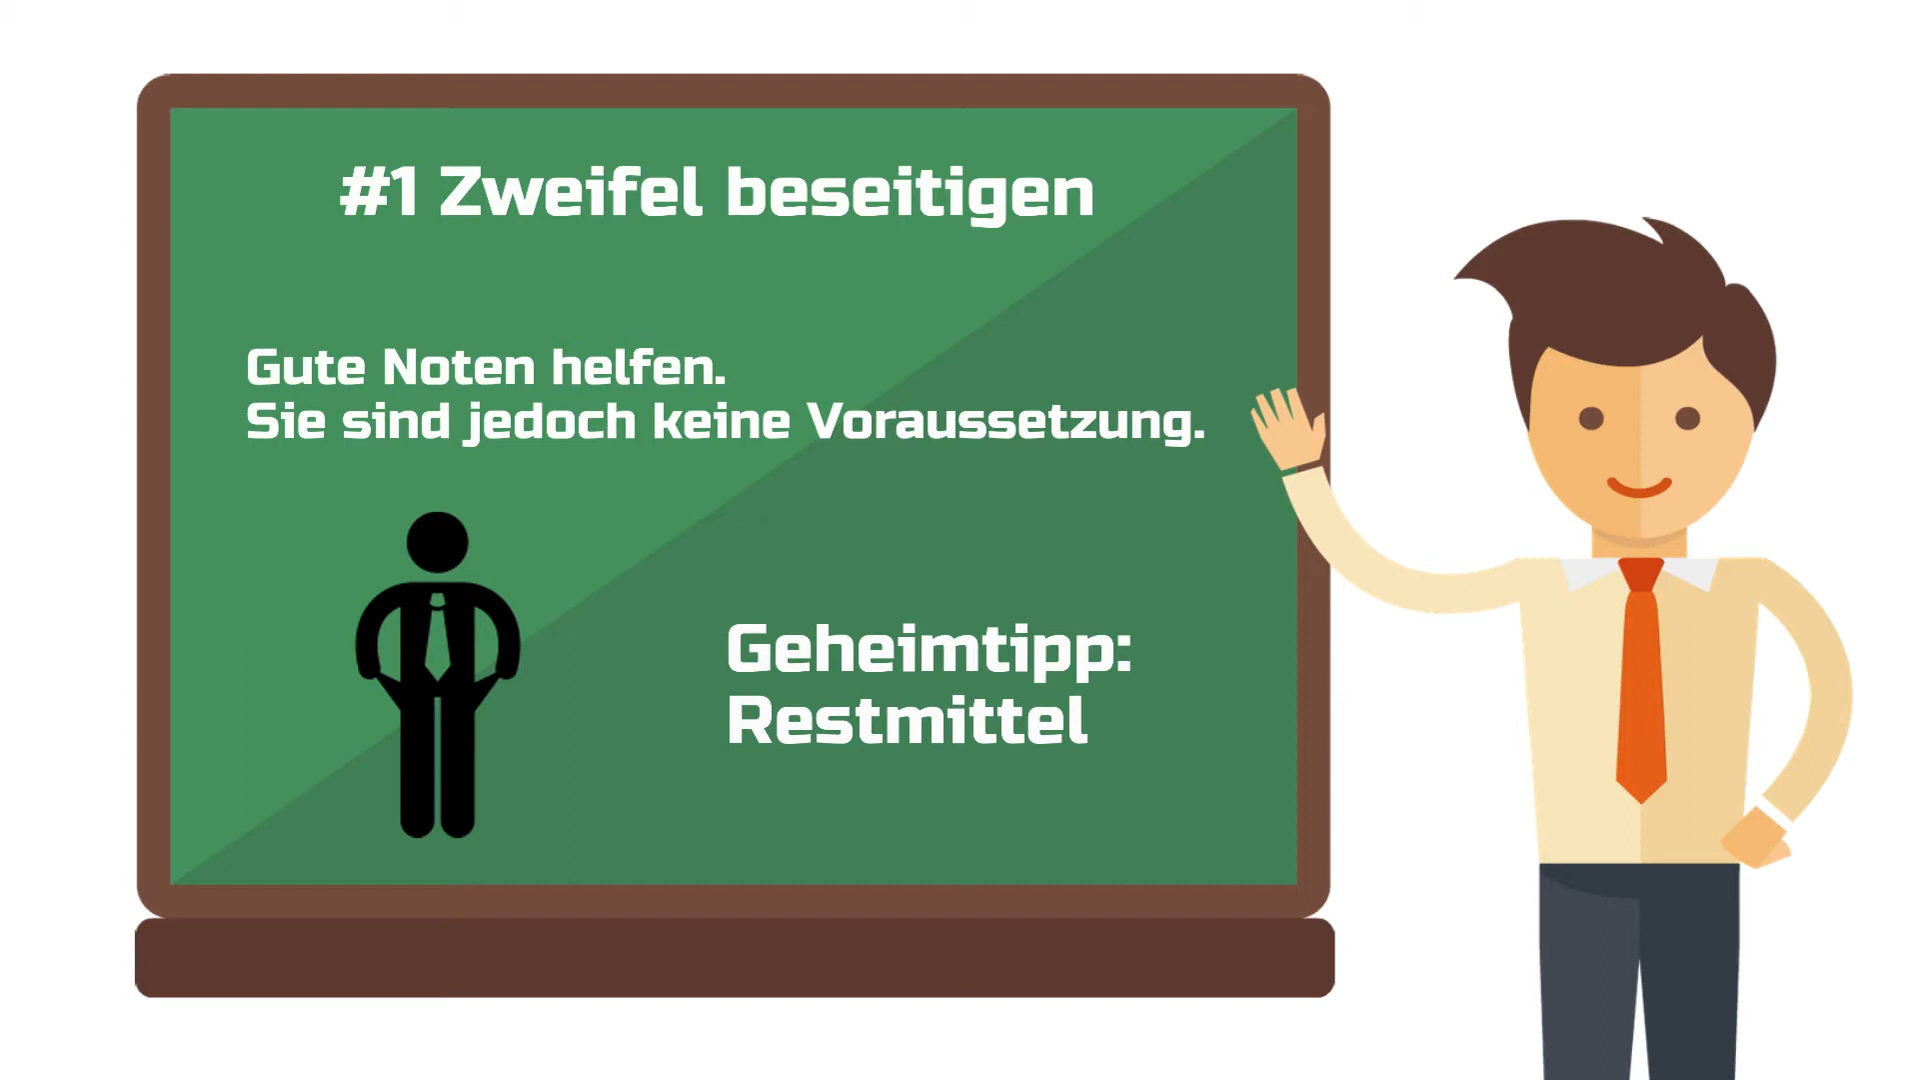 #1 Zweifel beseitigen
Gute Noten helfen.
Sie sind jedoch keine Voraussetzung.
Geheimtipp:
Restmittel